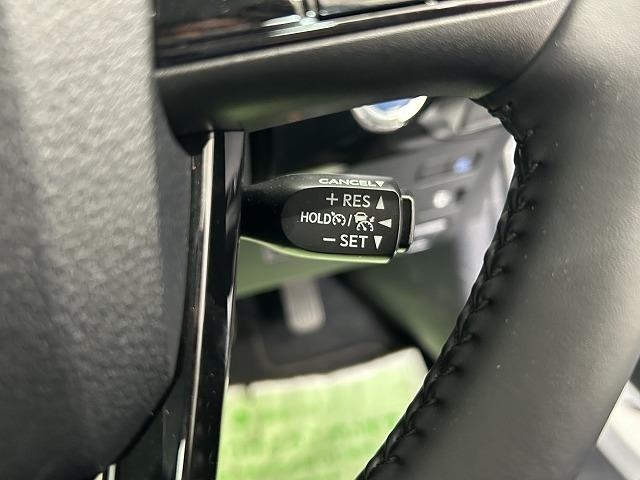 CANCEL▼
+ RES ▲
HOLD / ◀
− SET ▼